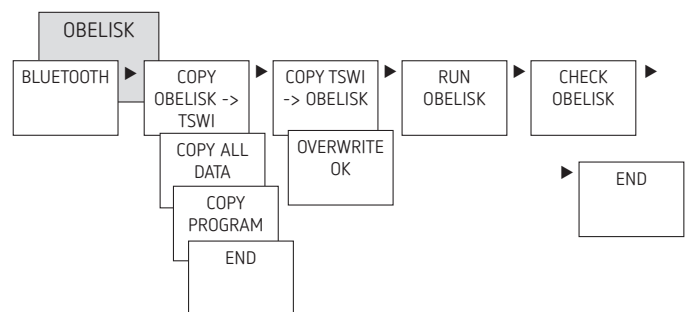 OBELISK
BLUETOOTH
COPY
OBELISK ->
TSWI
COPY ALL
DATA
COPY
PROGRAM
END
COPY TSWI
-> OBELISK
OVERWRITE
OK
RUN
OBELISK
CHECK
OBELISK
END